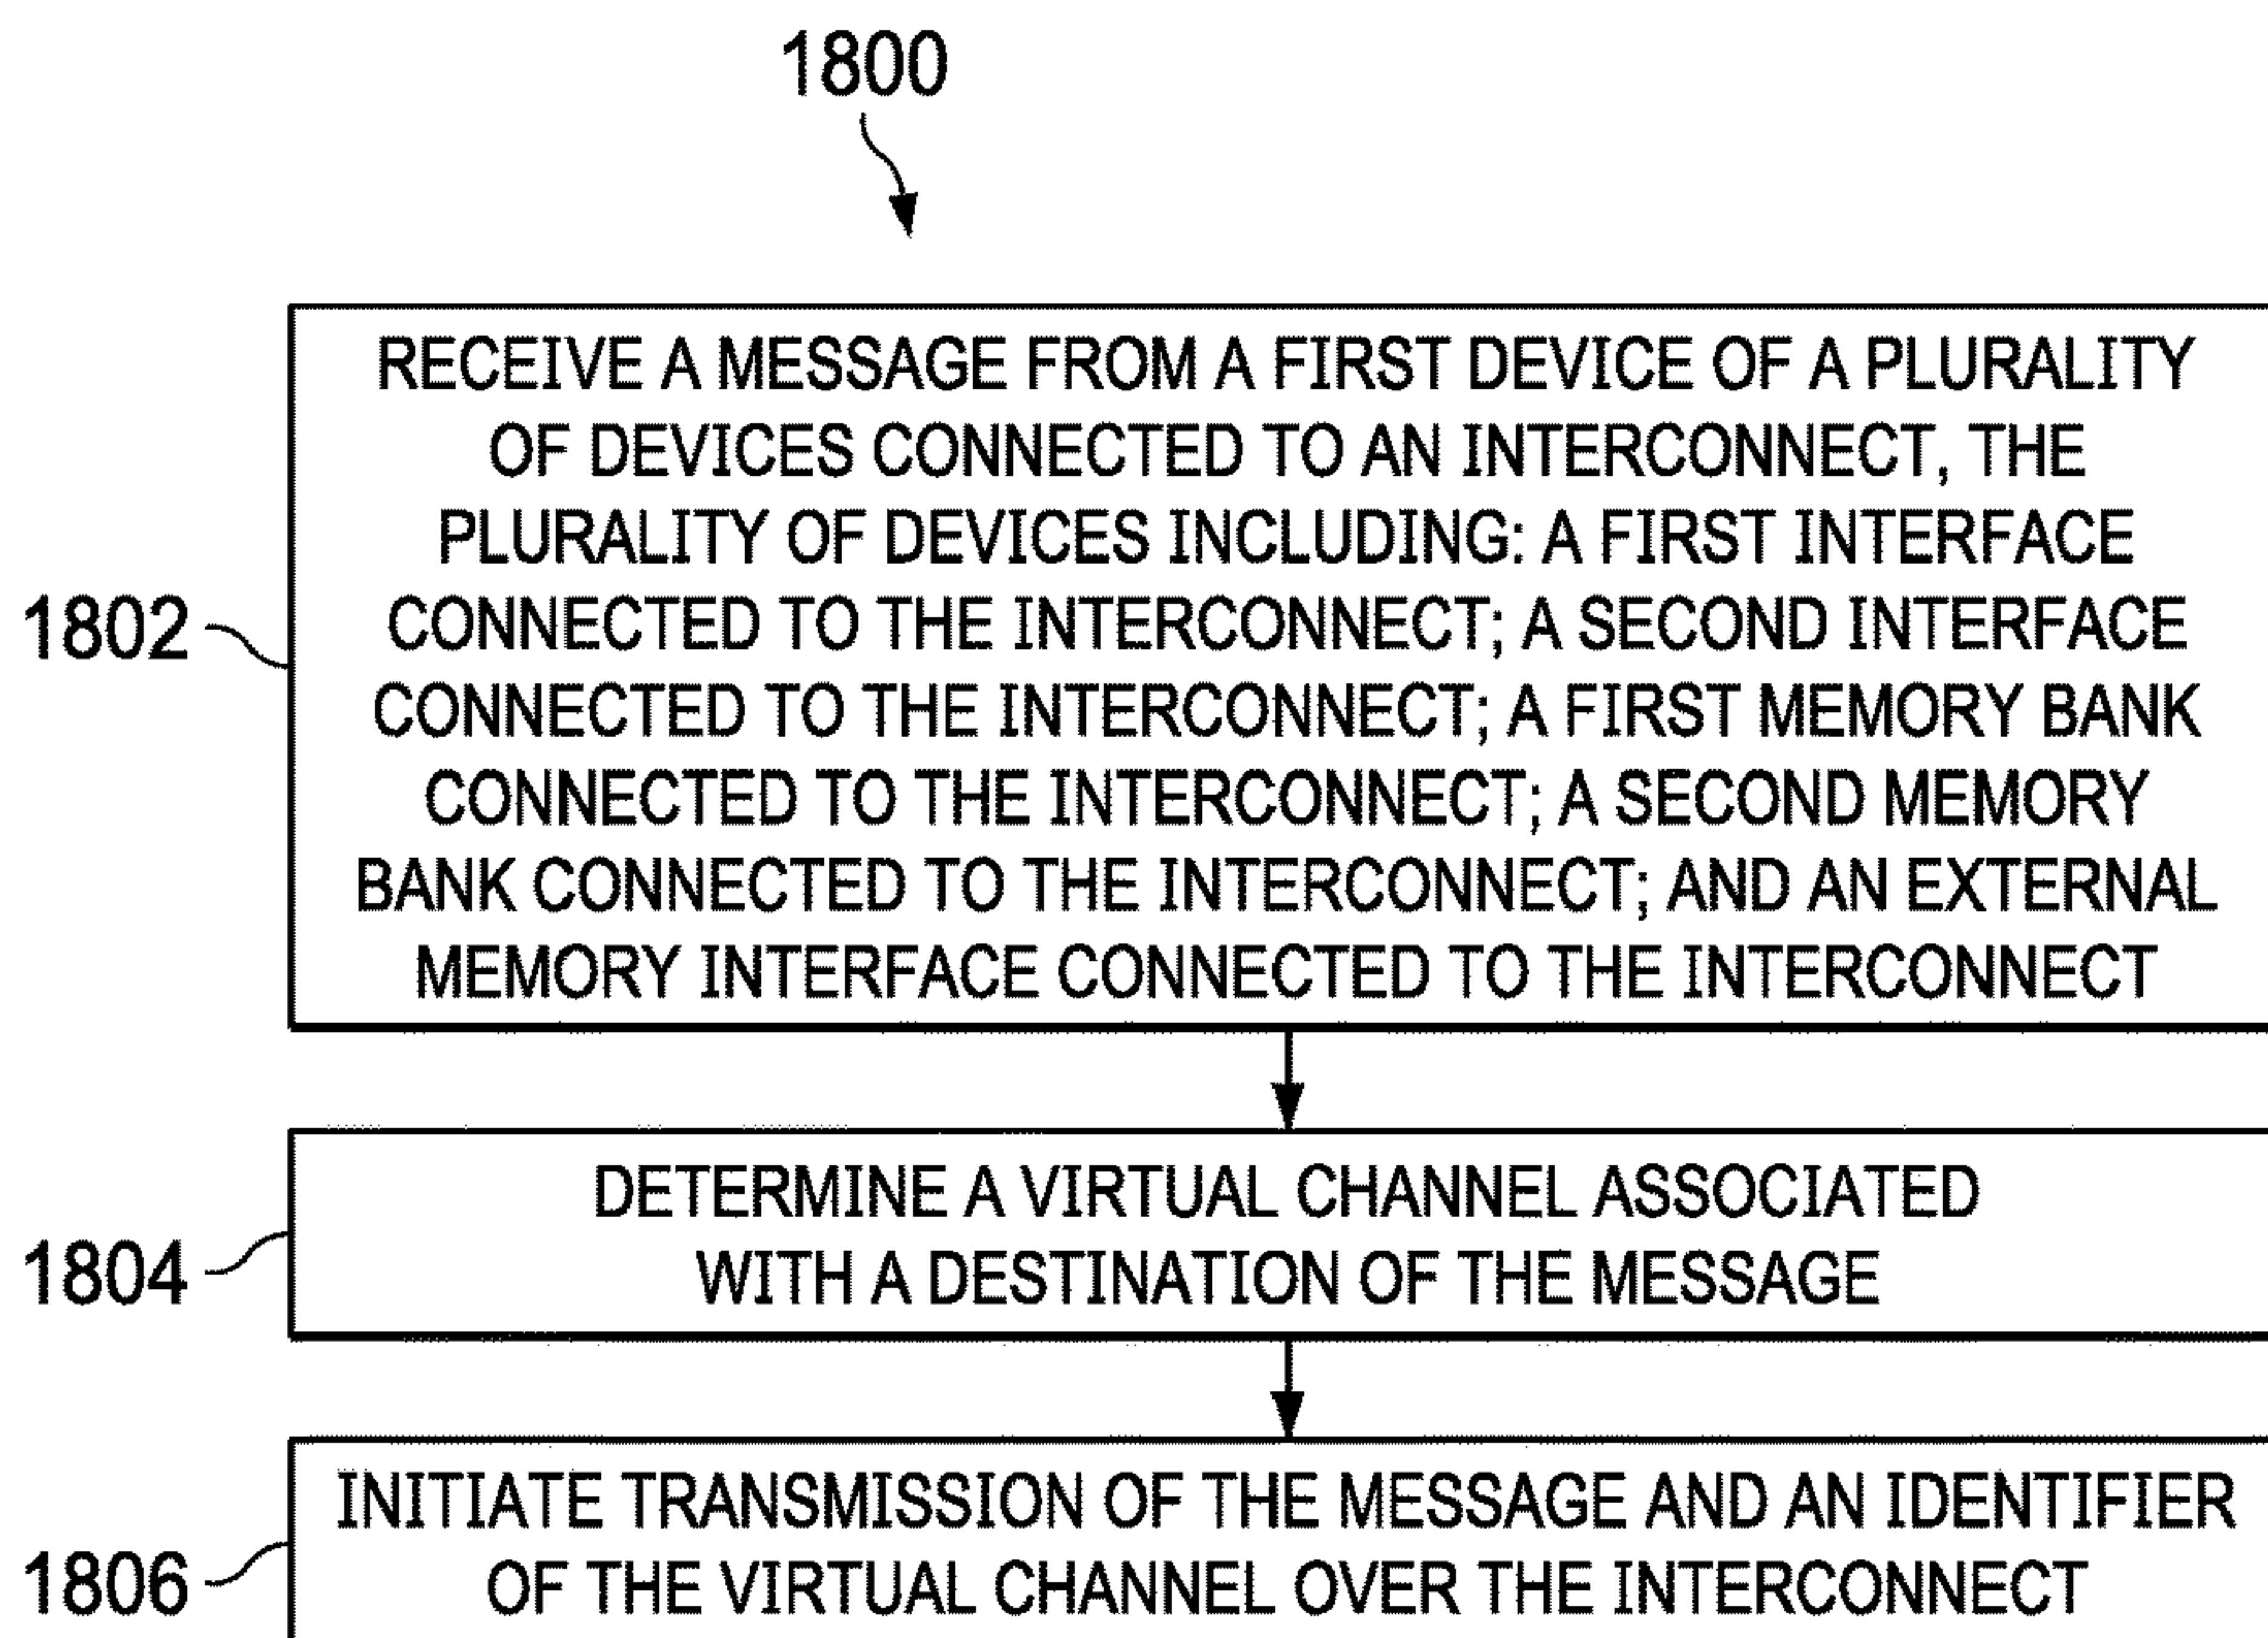 1800
RECEIVE A MESSAGE FROM A FIRST DEVICE OF A PLURALITY
OF DEVICES CONNECTED TO AN INTERCONNECT, THE
PLURALITY OF DEVICES INCLUDING: A FIRST INTERFACE
CONNECTED TO THE INTERCONNECT; A SECOND INTERFACE
CONNECTED TO THE INTERCONNECT; A FIRST MEMORY BANK
CONNECTED TO THE INTERCONNECT; A SECOND MEMORY
BANK CONNECTED TO THE INTERCONNECT; AND AN EXTERNAL
MEMORY INTERFACE CONNECTED TO THE INTERCONNECT
1802
DETERMINE A VIRTUAL CHANNEL ASSOCIATED
WITH A DESTINATION OF THE MESSAGE
1804
INITIATE TRANSMISSION OF THE MESSAGE AND AN IDENTIFIER
OF THE VIRTUAL CHANNEL OVER THE INTERCONNECT
1806